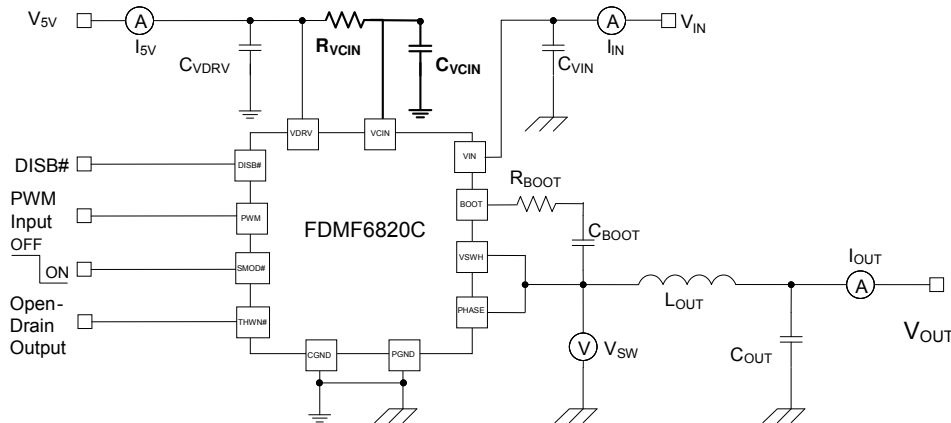 V5V
A
I5V
RVCIN
A
IIN
VIN
CVDRV
CVCIN
CVIN
VDRV
VCIN
DISB#
DISB#
VIN
RBOOT
PWM
Input
PWM
BOOT
FDMF6820C
CBOOT
OFF
ON
SMOD#
VSWH
IOUT
A
LOUT
Open-
Drain
Output
THWN#
PHASE
V
VSW
COUT
VOUT
CGND
PGND